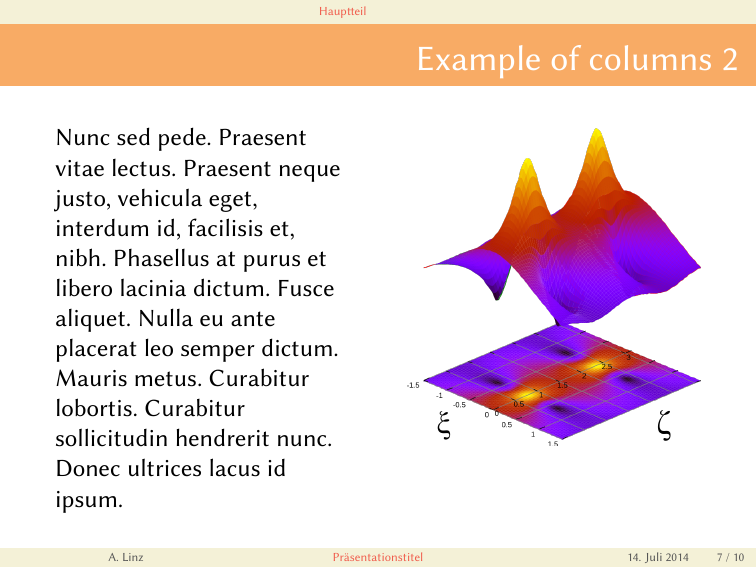 Hauptteil
Example of columns 2
Nunc sed pede. Praesent
vitae lectus. Praesent neque
justo, vehicula eget,
interdum id, facilisis et,
nibh. Phasellus at purus et
libero lacinia dictum. Fusce
aliquet. Nulla eu ante
placerat leo semper dictum.
Mauris metus. Curabitur
lobortis. Curabitur
sollicitudin hendrerit nunc.
Donec ultrices lacus id
ipsum.
3
2.5
2
1.5
1
0.5
0
-1.5
-1
-0.5
0
0.5
1
1.5
ξ
ζ
A. Linz
Präsentationstitel
14. Juli 2014
7 / 10